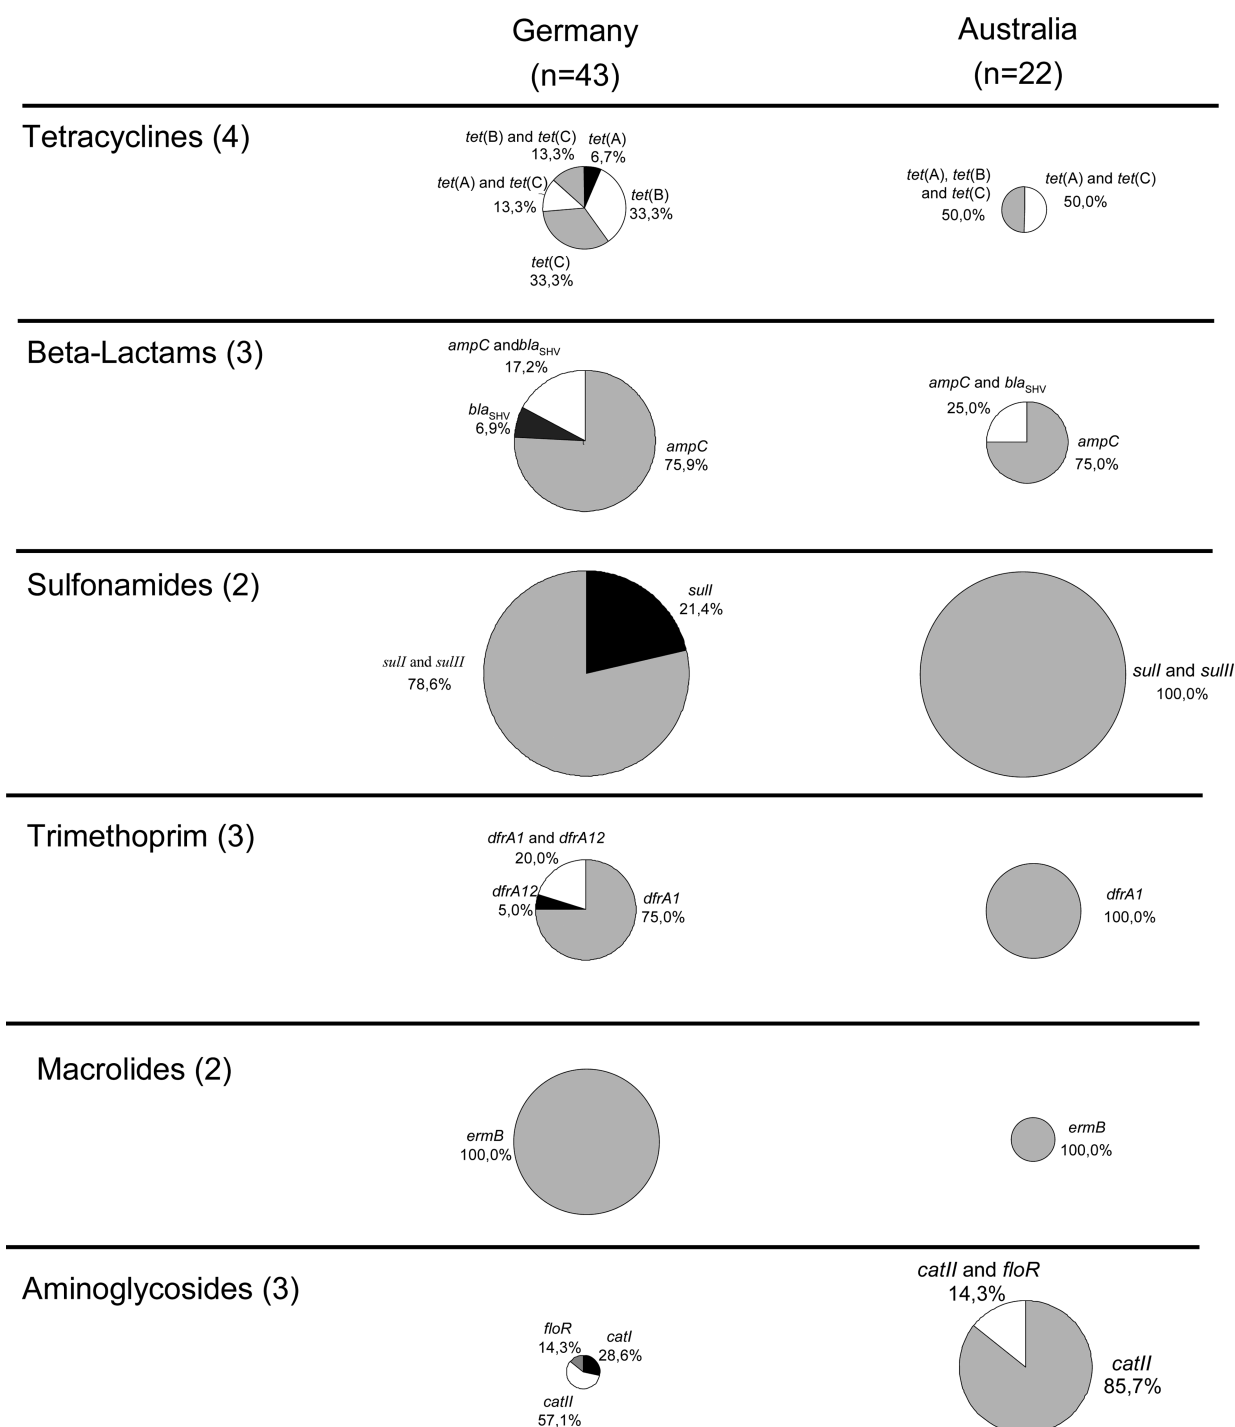 Germany
(n=43)
Australia
(n=22)
Tetracyclines (4)
tet(B) and tet(C)
13,3%
tet(A)
6,7%
tet(A) and tet(C)
13,3%
tet(B)
33,3%
tet(C)
33,3%
tet(A), tet(B)
and tet(C)
50,0%
tet(A) and tet(C)
50,0%
Beta-Lactams (3)
ampC andblaSHV
17,2%
blaSHV
6,9%
ampC
75,9%
ampC and blaSHV
25,0%
ampC
75,0%
Sulfonamides (2)
sulI
21,4%
sulI and sulII
78,6%
sulI and sulII
100,0%
Trimethoprim (3)
dfrA1 and dfrA12
20,0%
dfrA12
5,0%
dfrA1
75,0%
dfrA1
100,0%
Macrolides (2)
ermB
100,0%
ermB
100,0%
Aminoglycosides (3)
floR
14,3%
catI
28,6%
catII
57,1%
catII and floR
14,3%
catII
85,7%